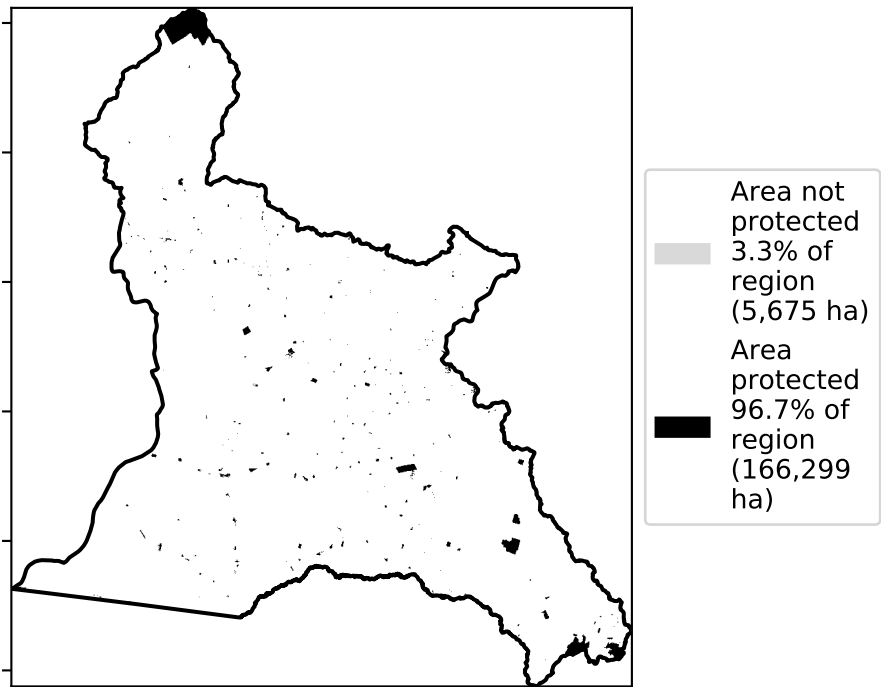 Area not
protected
3.3% of
region
(5,675 ha)
Area
protected
96.7% of
region
(166,299
ha)